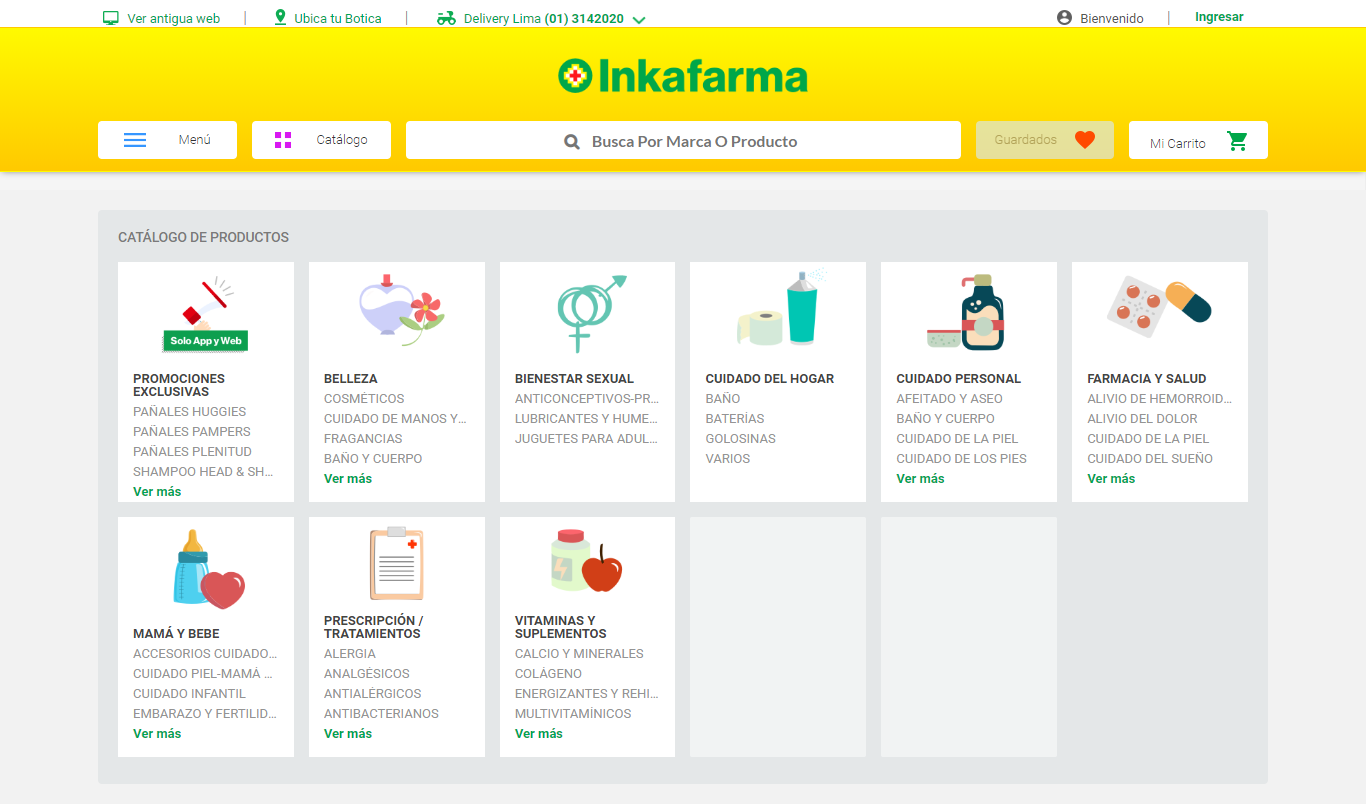 Ver antigua web
Ubica tu Botica
Delivery Lima (01) 3142020
Bienvenido
Ingresar
Inkafarma
Menú
Catálogo
Busca Por Marca O Producto
Guardados
Mi Carrito
CATÁLOGO DE PRODUCTOS
Solo App y Web
PROMOCIONES
EXCLUSIVAS
PAÑALES HUGGIES
PAÑALES PAMPERS
PAÑALES PLENITUD
SHAMPOO HEAD & SH...
Ver más
BELLEZA
COSMÉTICOS
CUIDADO DE MANOS Y...
FRAGANCIAS
BAÑO Y CUERPO
Ver más
BIENESTAR SEXUAL
ANTICONCEPTIVOS-PR...
LUBRICANTES Y HUME...
JUGUETES PARA ADUL...
CUIDADO DEL HOGAR
BAÑO
BATERÍAS
GOLOSINAS
VARIOS
CUIDADO PERSONAL
AFEITADO Y ASEO
BAÑO Y CUERPO
CUIDADO DE LA PIEL
CUIDADO DE LOS PIES
Ver más
FARMACIA Y SALUD
ALIVIO DE HEMORROID...
ALIVIO DEL DOLOR
CUIDADO DE LA PIEL
CUIDADO DEL SUEÑO
Ver más
MAMÁ Y BEBE
ACCESORIOS CUIDADO...
CUIDADO PIEL-MAMÁ ...
CUIDADO INFANTIL
EMBARAZO Y FERTILID...
Ver más
PRESCRIPCIÓN /
TRATAMIENTOS
ALERGIA
ANALGÉSICOS
ANTIALÉRGICOS
ANTIBACTERIANOS
Ver más
VITAMINAS Y
SUPLEMENTOS
CALCIO Y MINERALES
COLÁGENO
ENERGIZANTES Y REHI...
MULTIVITAMÍNICOS
Ver más